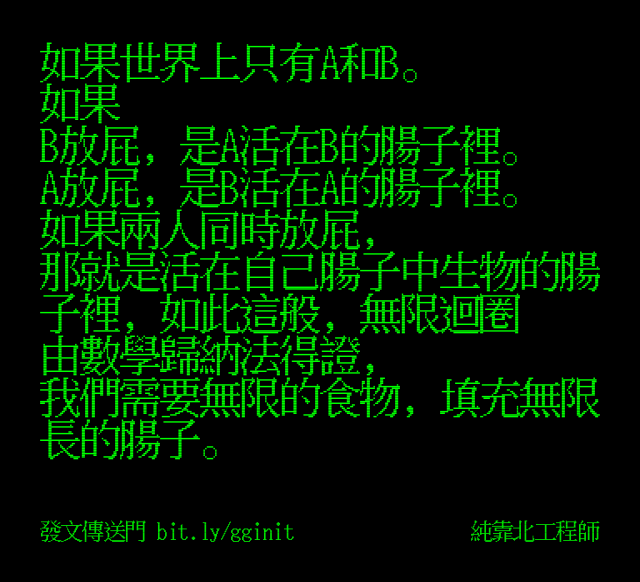 如果世界上只有A和B。
如果
B放屁，是A活在B的腸子裡。
A放屁，是B活在A的腸子裡。
如果兩人同時放屁，
那就是活在自己腸子中生物的腸
子裡，如此這般，無限迴圈
由數學歸納法得證，
我們需要無限的食物，填充無限
長的腸子。
發文傳送門 bit.ly/gginit
純靠北工程師